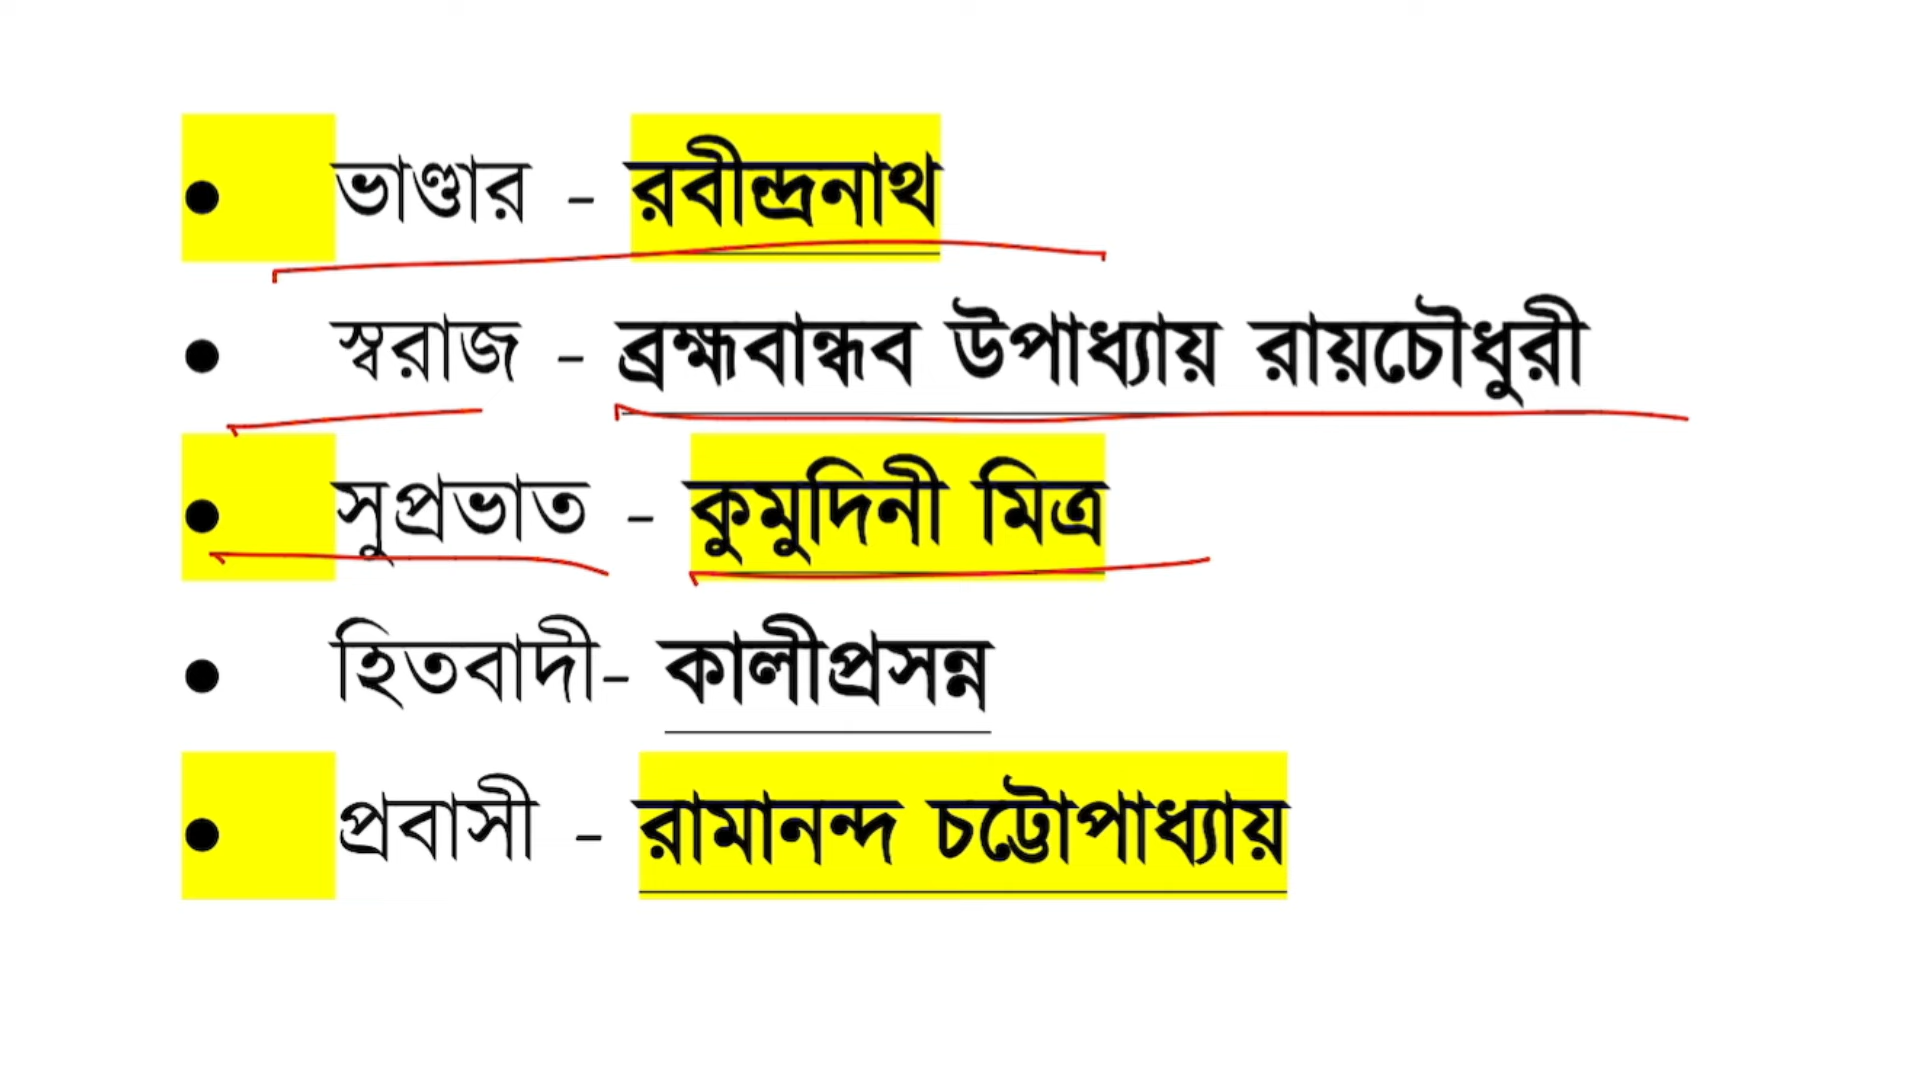 ● ভাণ্ডার - রবীন্দ্রনাথ
● স্বরাজ - ব্রহ্মবান্ধব উপাধ্যায় রায়চৌধুরী
● সুপ্রভাত - কুমুদিনী মিত্র
● হিতবাদী- কালীপ্রসন্ন
● প্রবাসী - রামানন্দ চট্টোপাধ্যায়